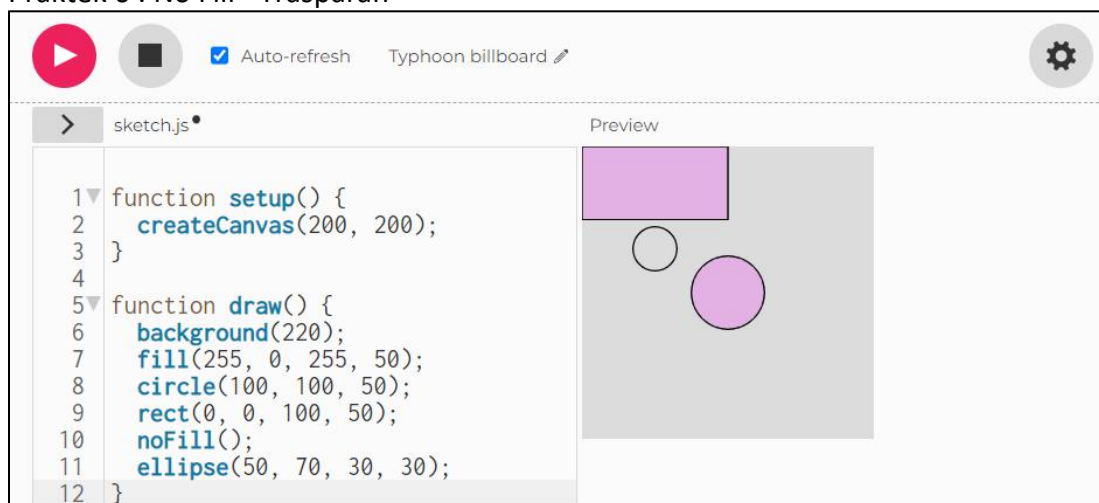 Auto-refresh Typhoon billboard
sketch.js•
Preview
1 function setup() {
2 createCanvas(200, 200);
3 }
4
5 function draw() {
6 background(220);
7 fill(255, 0, 255, 50);
8 circle(100, 100, 50);
9 rect(0, 0, 100, 50);
10 noFill();
11 ellipse(50, 70, 30, 30);
12 }